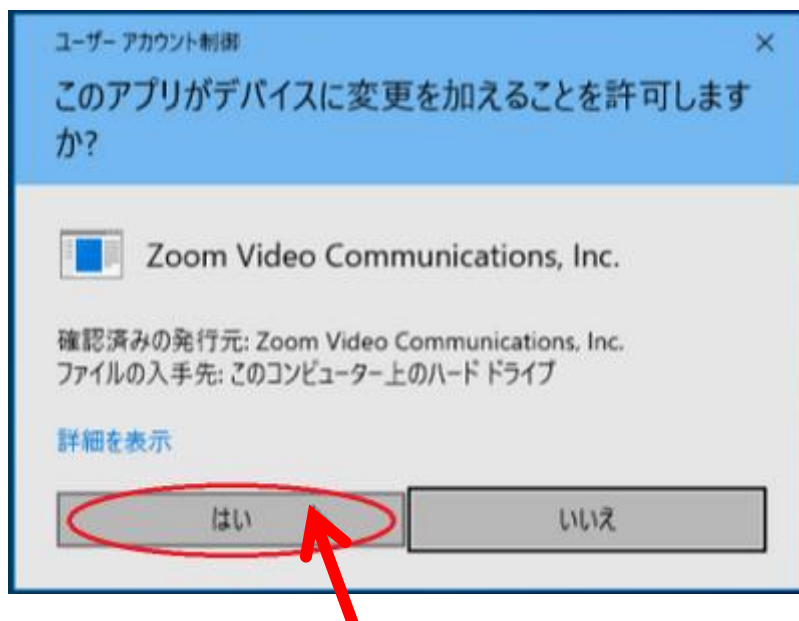 ユーザー アカウント制御
このアプリがデバイスに変更を加えることを許可します
か?
Zoom Video Communications, Inc.
確認済みの発行元: Zoom Video Communications, Inc.
ファイルの入手先: このコンピューター上のハード ドライブ
詳細を表示
はい
いいえ